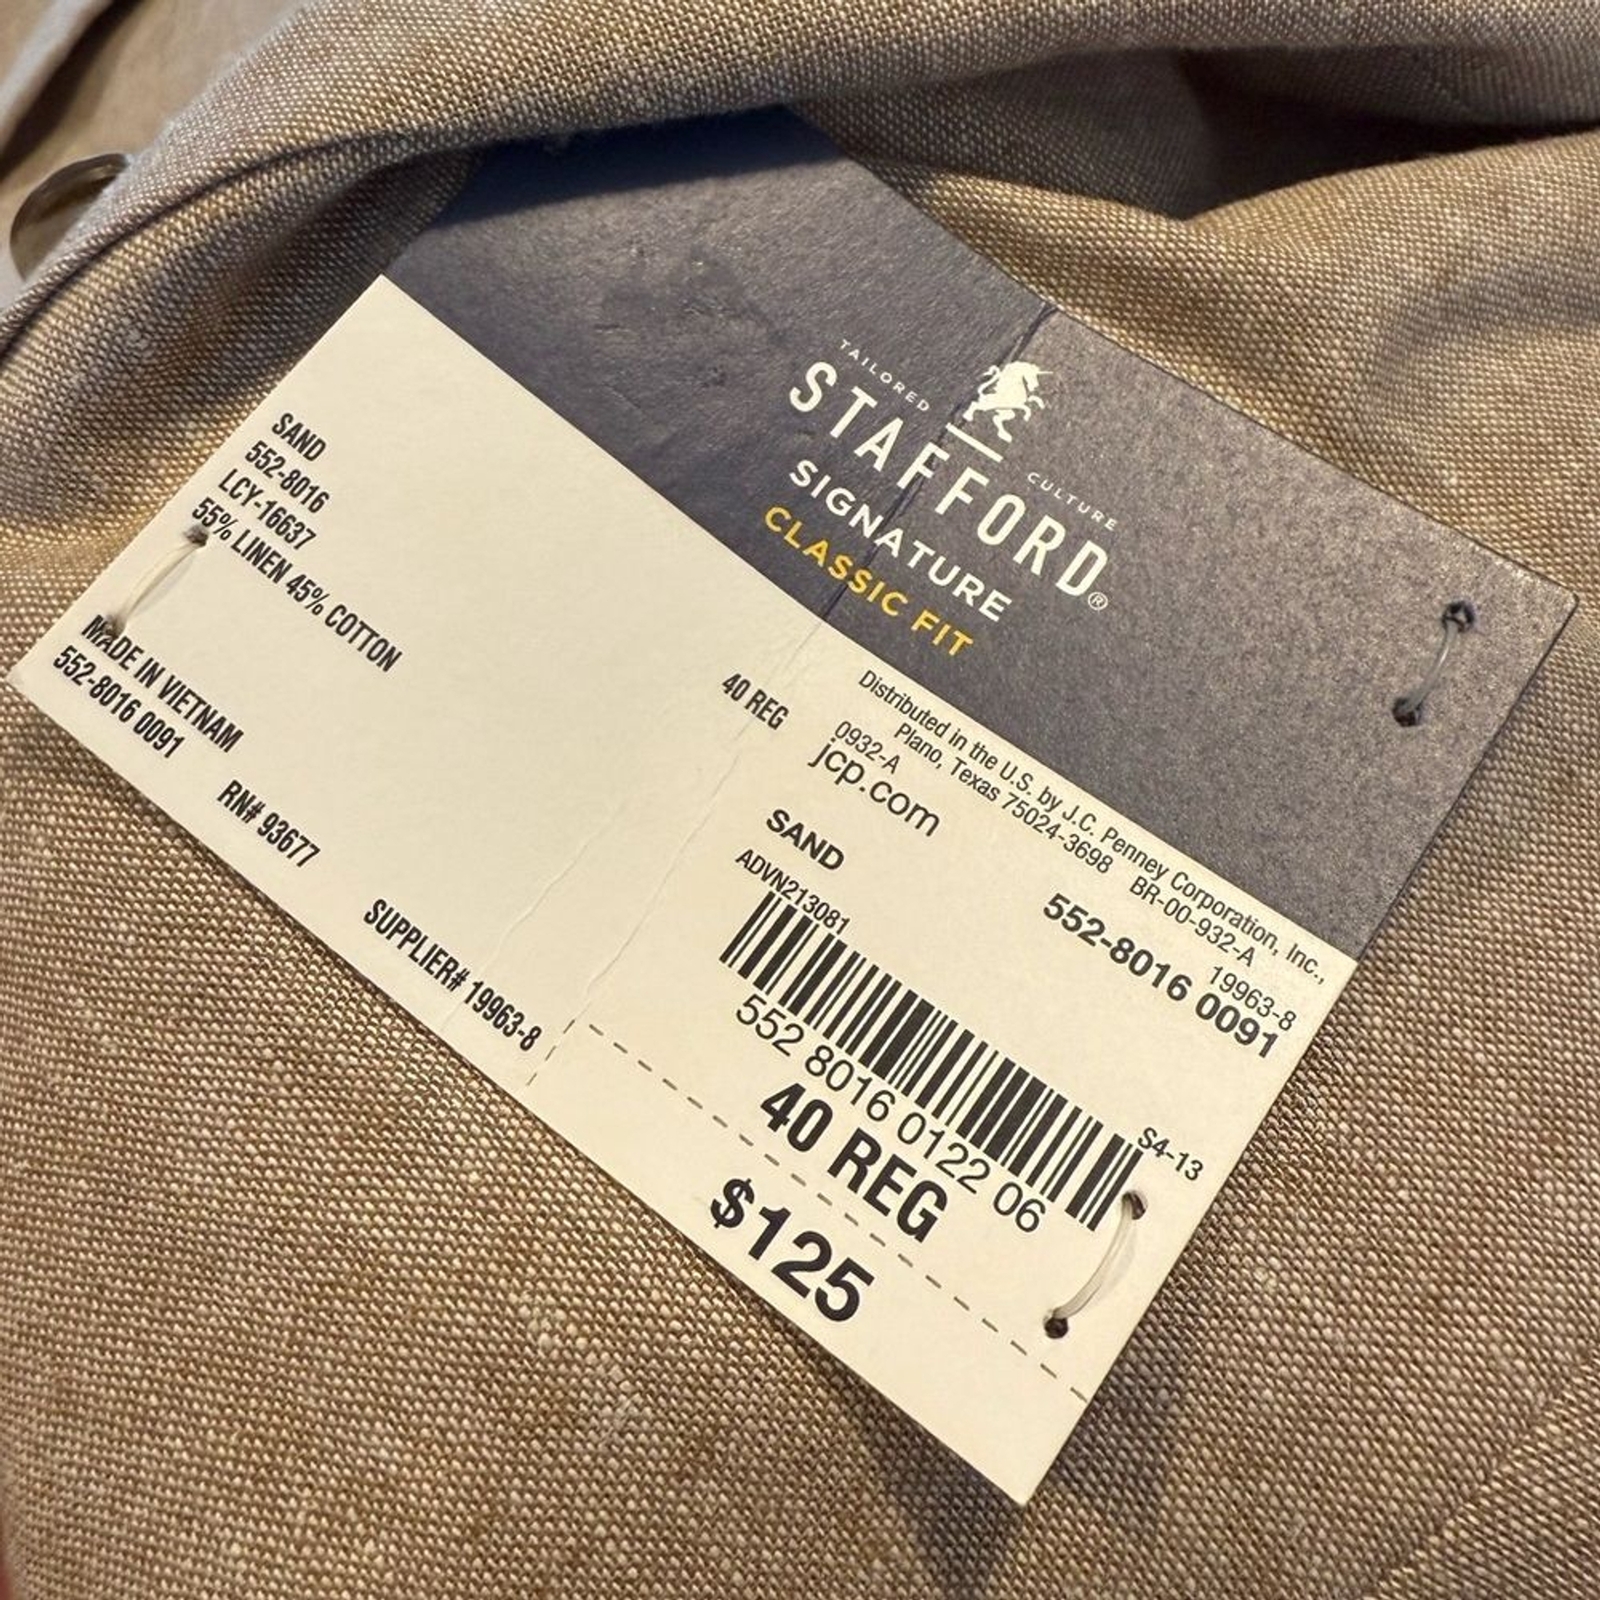 SAND
552-8016
LCY-16637
55% LINEN 45% COTTON
MADE IN VIETNAM
552-8016 0091
RN# 93677
SUPPLIER# 19963-8
40 REG
TAILORED CULTURE
STAFFORD®
SIGNATURE
CLASSIC FIT
Distributed in the U.S. by J.C. Penney Corporation, Inc.,
Plano, Texas 75024-3698 BR-00-932-A
0932-A
19963-8
jcp.com
552-8016 0091
SAND
ADVN213081
S4-13
552 8016 0122 06
40 REG
$125